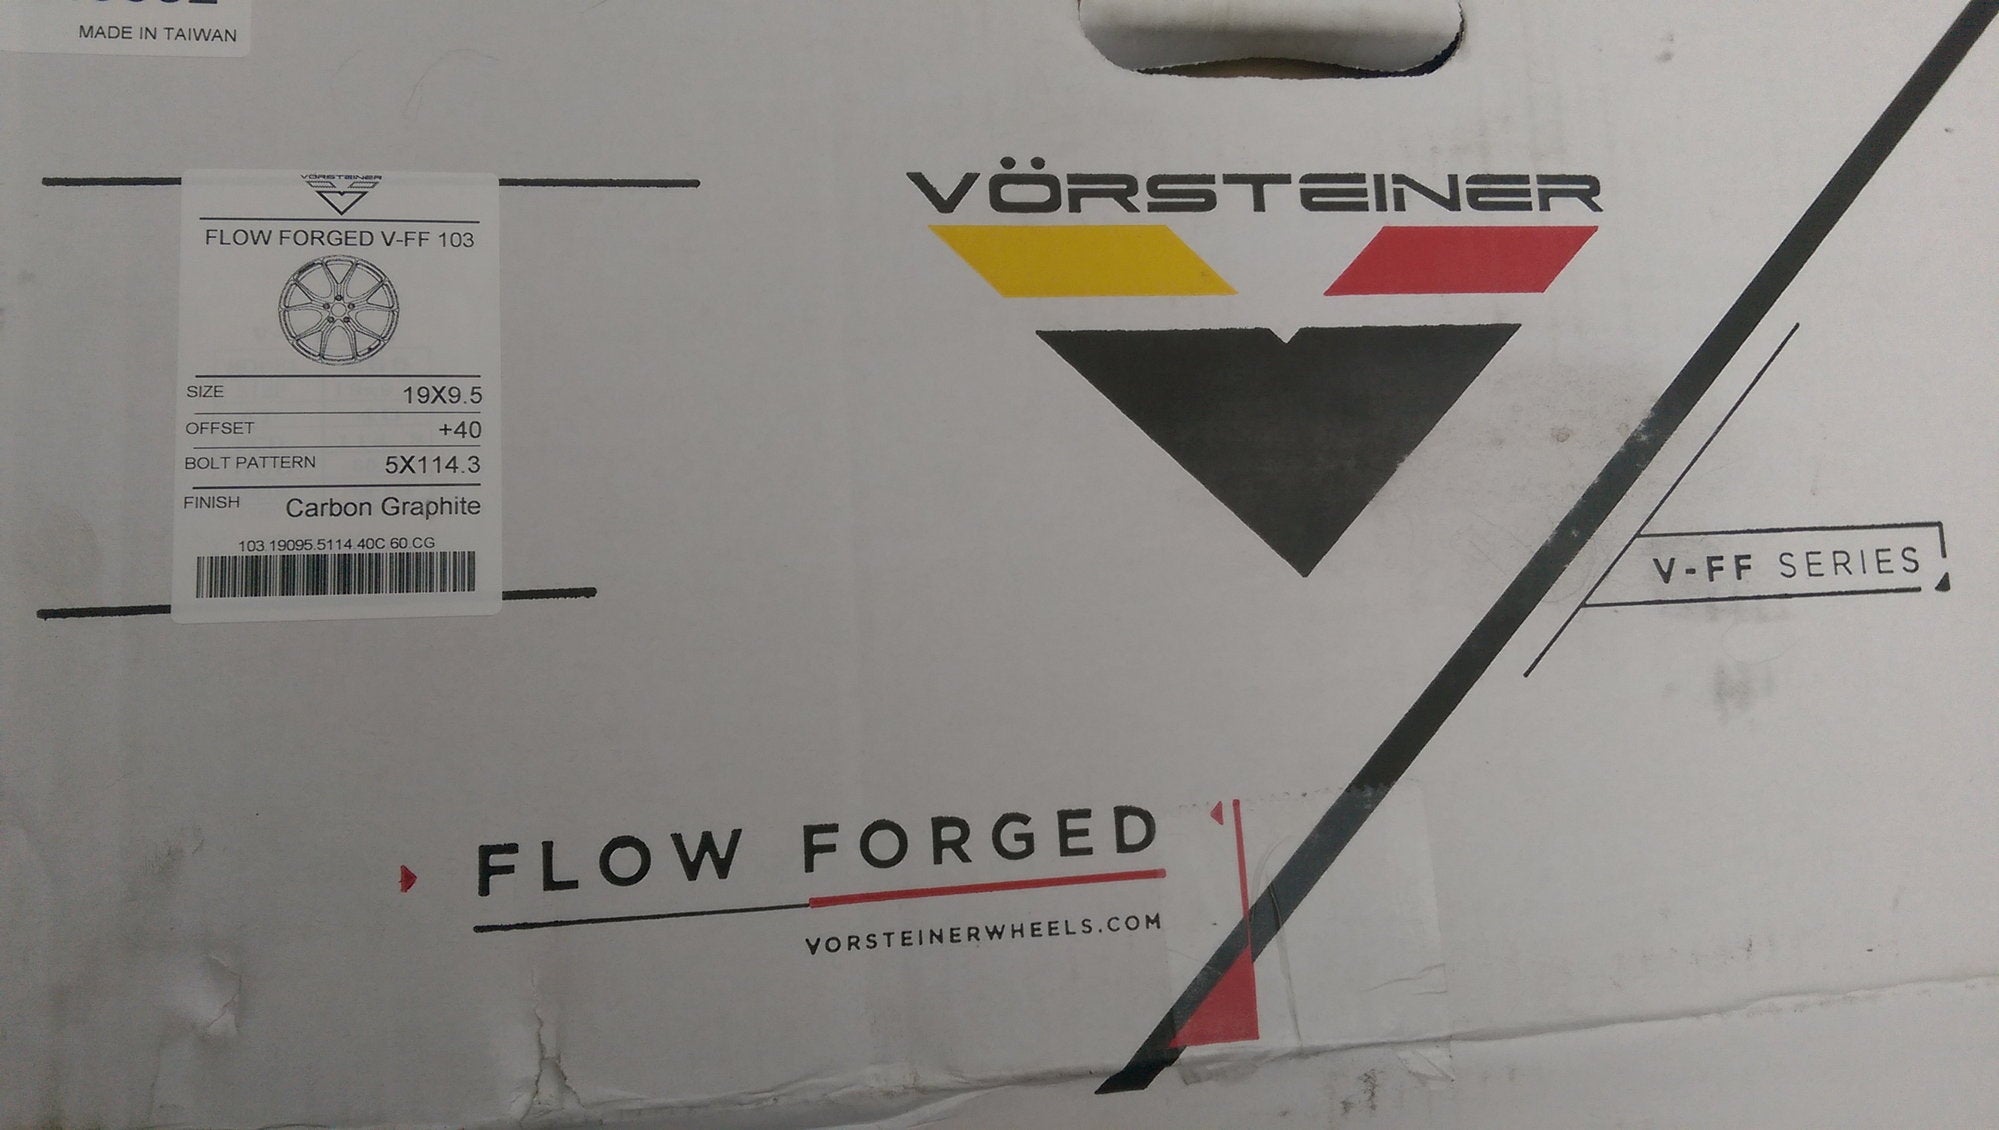 MADE IN TAIWAN
VORSTEINER
FLOW FORGED V-FF 103
SIZE 19X9.5
OFFSET +40
BOLT PATTERN 5X114.3
FINISH Carbon Graphite
103.19095.5114.40C.60.CG
VÖRSTEINER
V-FF SERIES
FLOW FORGED
VORSTEINERWHEELS.COM